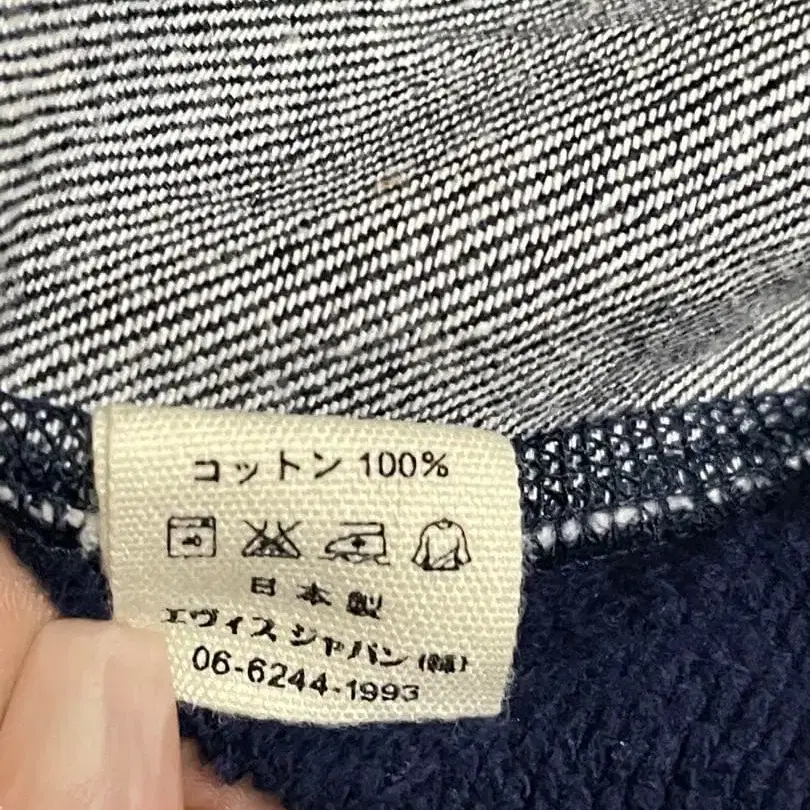 コットン 100%
日本製
エヴィスジャパン(株)
06-6244-1993